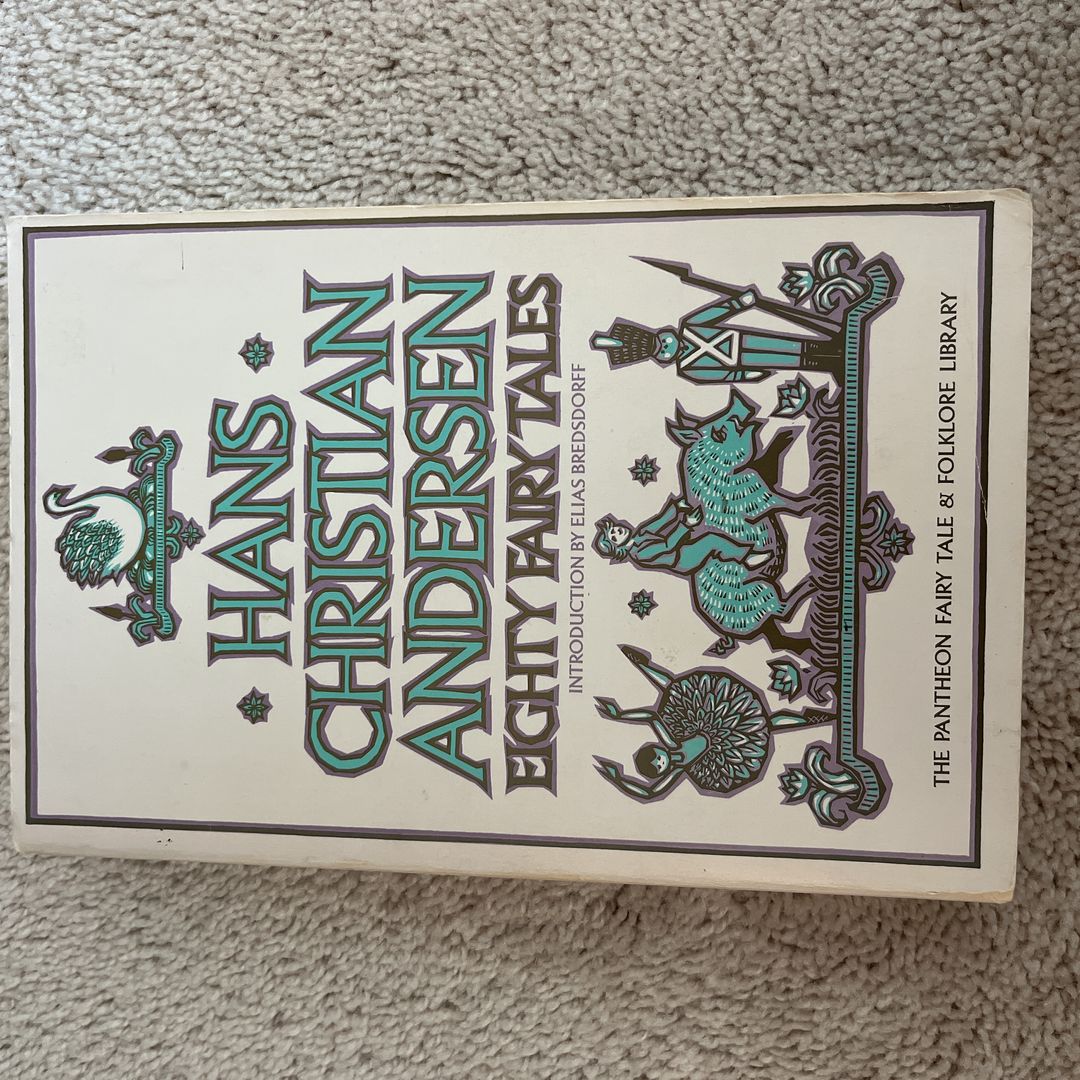 HANS
CHRISTIAN
ANDERSEN
EIGHTY FAIRY TALES
INTRODUCTION BY ELIAS BREDSDORFF
THE PANTHEON FAIRY TALE & FOLKLORE LIBRARY